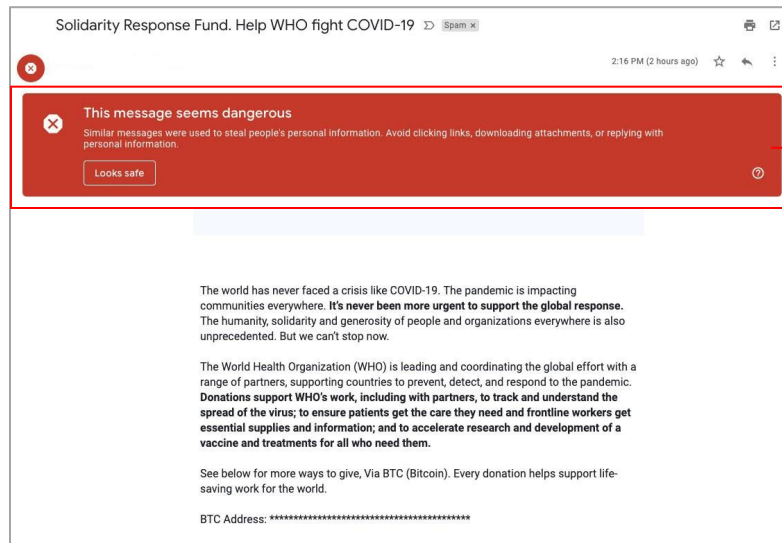 Solidarity Response Fund. Help WHO fight COVID-19 Spam x
2:16 PM (2 hours ago)
This message seems dangerous
Similar messages were used to steal people's personal information. Avoid clicking links, downloading attachments, or replying with
personal information.
Looks safe
The world has never faced a crisis like COVID-19. The pandemic is impacting
communities everywhere. It's never been more urgent to support the global response.
The humanity, solidarity and generosity of people and organizations everywhere is also
unprecedented. But we can't stop now.
The World Health Organization (WHO) is leading and coordinating the global effort with a
range of partners, supporting countries to prevent, detect, and respond to the pandemic.
Donations support WHO's work, including with partners, to track and understand the
spread of the virus; to ensure patients get the care they need and frontline workers get
essential supplies and information; and to accelerate research and development of a
vaccine and treatments for all who need them.
See below for more ways to give, Via BTC (Bitcoin). Every donation helps support life-
saving work for the world.
BTC Address: ******************************************